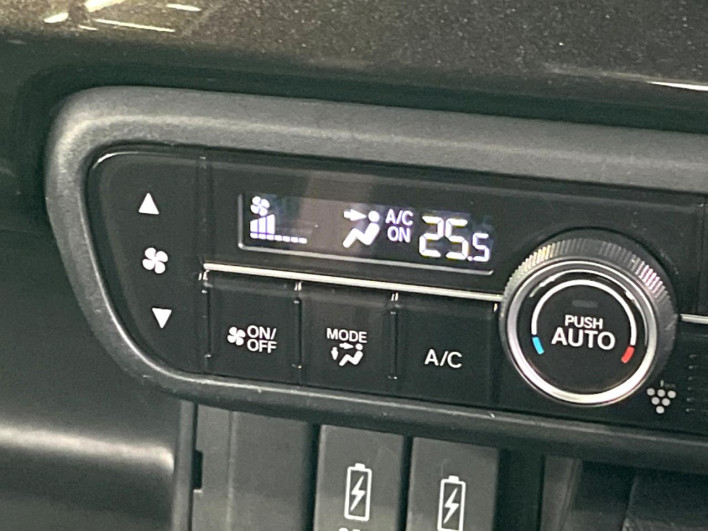 A/C
ON
25.5
ON/
OFF
MODE
A/C
PUSH
AUTO